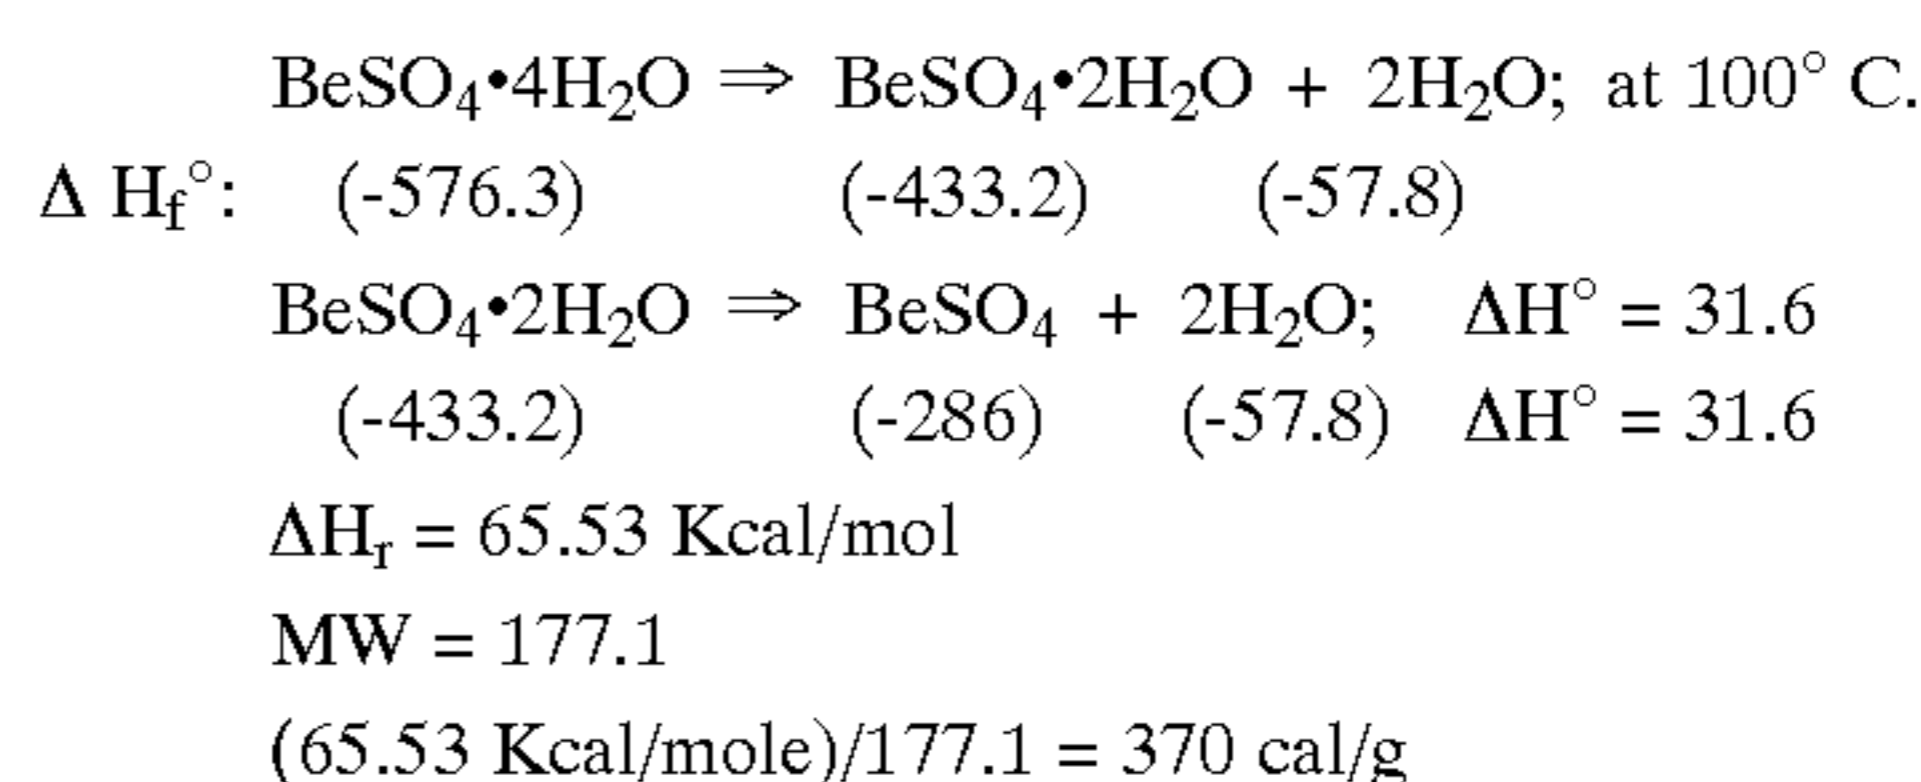 BeSO₄•4H₂O ⇒ BeSO₄•2H₂O + 2H₂O; at 100° C.
Δ H_f°: (-576.3) (-433.2) (-57.8)
BeSO₄•2H₂O ⇒ BeSO₄ + 2H₂O; ΔH° = 31.6
(-433.2) (-286) (-57.8) ΔH° = 31.6
ΔHᵣ = 65.53 Kcal/mol
MW = 177.1
(65.53 Kcal/mole)/177.1 = 370 cal/g